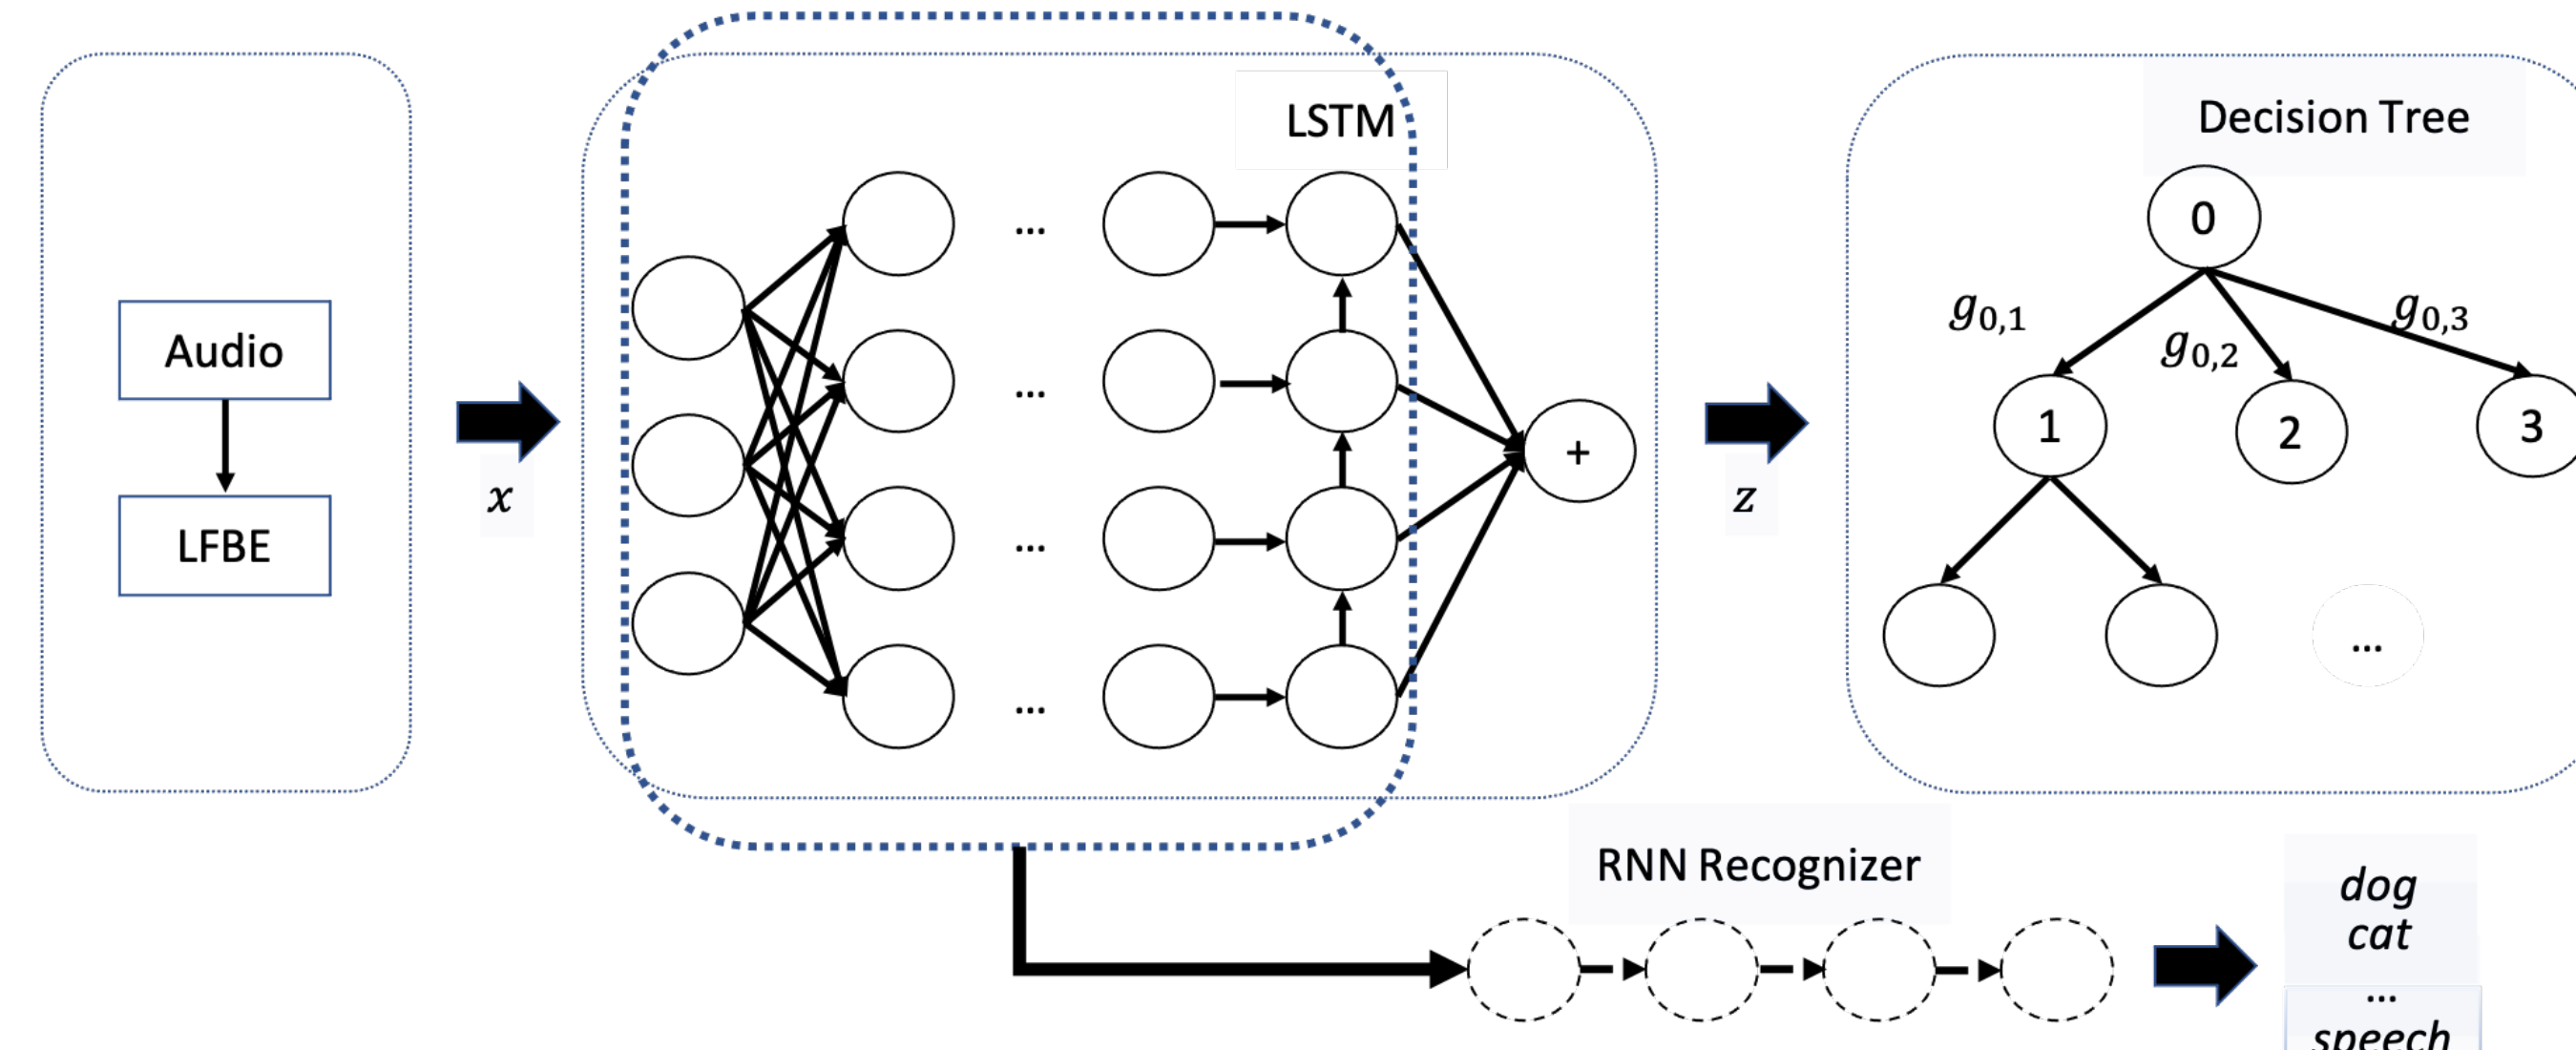 Audio
LFBE
x
LSTM
...
...
...
...
+
z
Decision Tree
0
g0,1
g0,2
g0,3
1
2
3
...
RNN Recognizer
dog
cat
...
speech